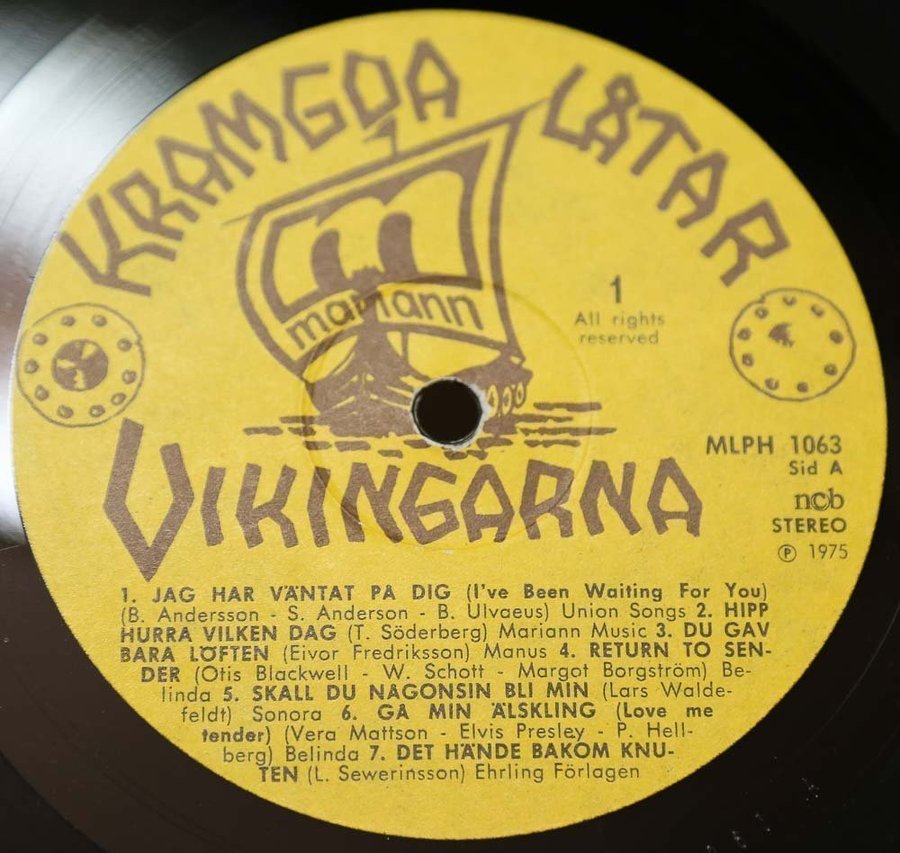 KRAMGOA LÅTAR
mariann
1
All rights
reserved
VIKINGARNA
MLPH 1063
Sid A
ncb
STEREO
Ⓟ 1975
1. JAG HAR VÄNTAT PÅ DIG (I've Been Waiting For You)
(B. Andersson - S. Anderson - B. Ulvaeus) Union Songs 2. HIPP
HURRA VILKEN DAG (T. Söderberg) Mariann Music 3. DU GAV
BARA LÖFTEN (Eivor Fredriksson) Manus 4. RETURN TO SEN-
DER (Otis Blackwell - W. Schott - Margot Borgström) Be-
linda 5. SKALL DU NÅGONSIN BLI MIN (Lars Walde-
feldt) Sonora 6. GÅ MIN ÄLSKLING (Love me
tender) (Vera Mattson - Elvis Presley - P. Hell-
berg) Belinda 7. DET HÄNDE BAKOM KNU-
TEN (L. Sewerinsson) Ehrling Förlagen